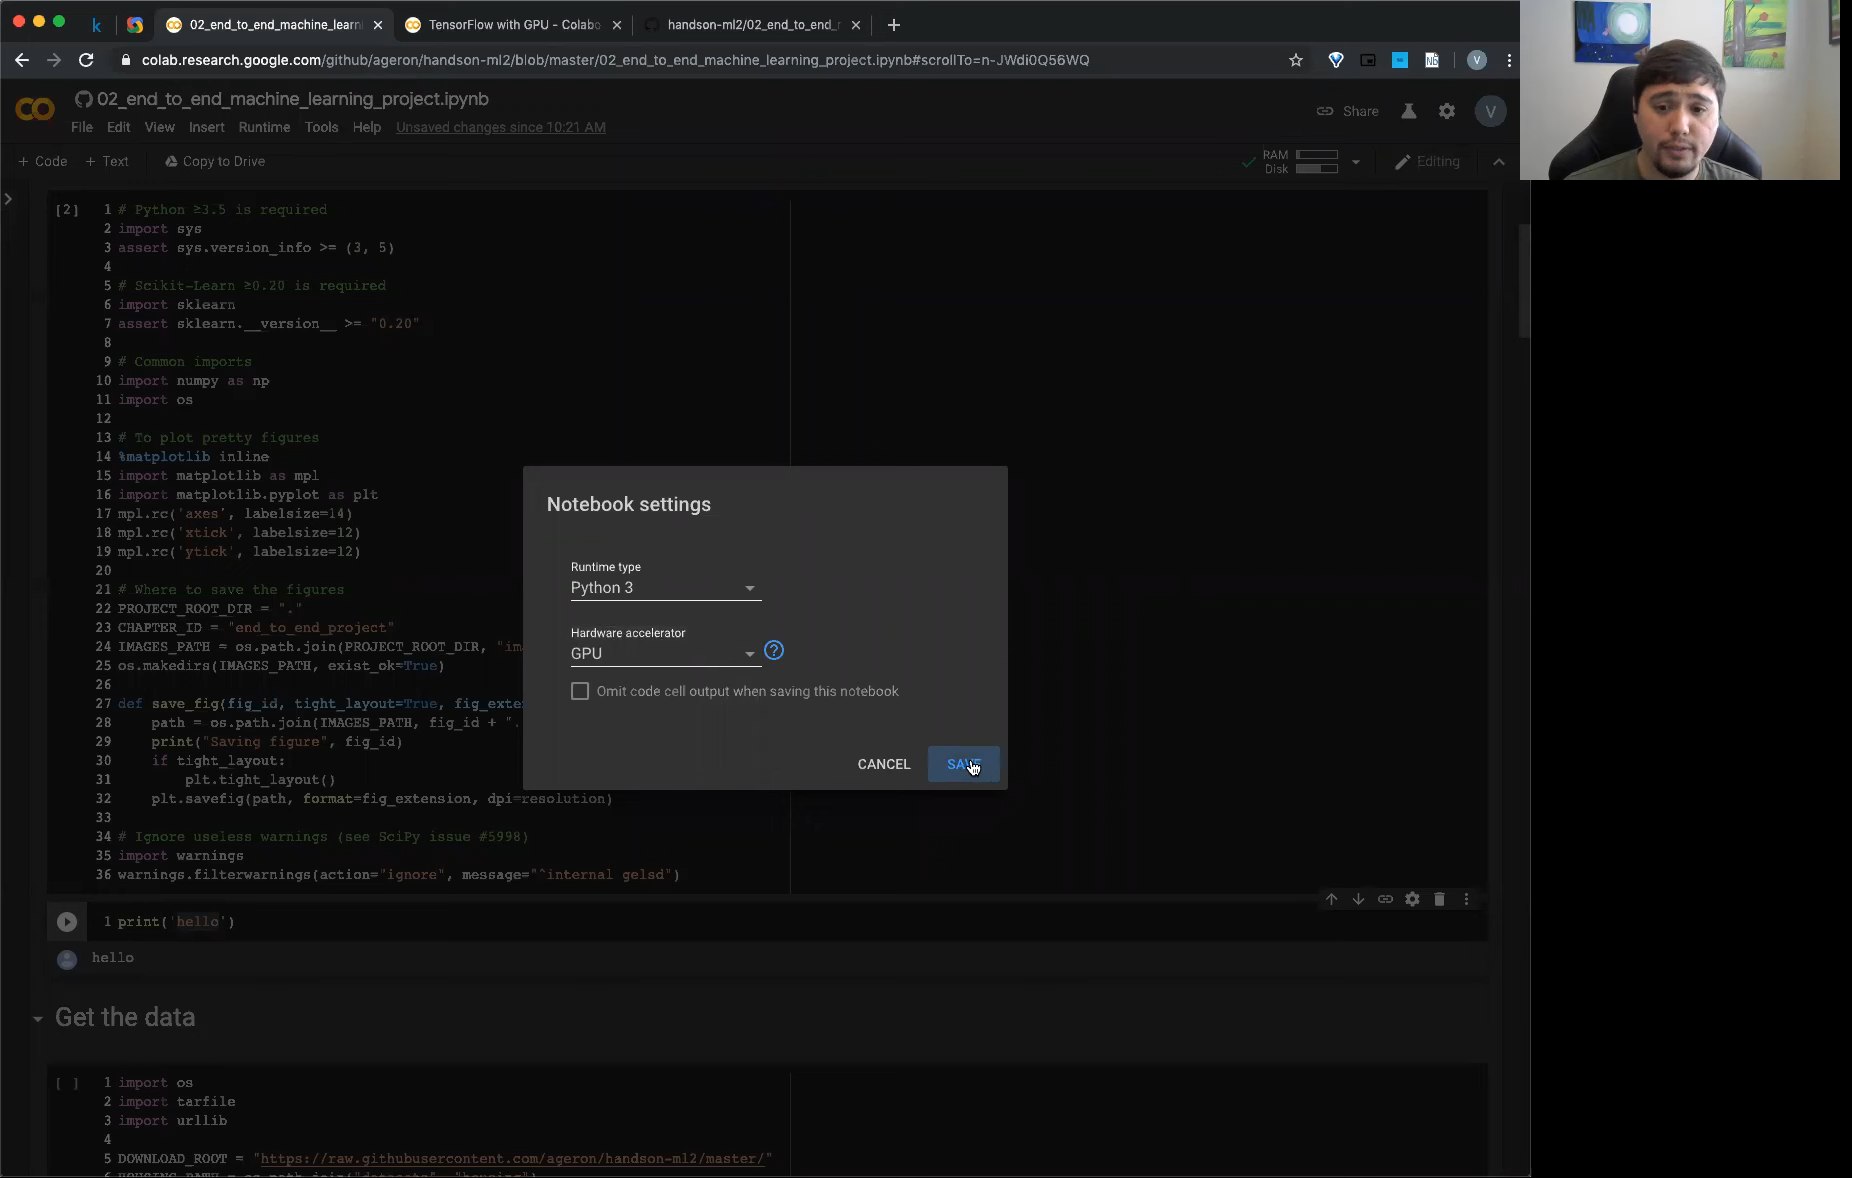 02_end_to_end_machine_learni
TensorFlow with GPU - Colabo
handson-ml2/02_end_to_end_
colab.research.google.com/github/ageron/handson-ml2/blob/master/02_end_to_end_machine_learning_project.ipynb#scrollTo=n-JWdi0Q56WQ
V
CO
02_end_to_end_machine_learning_project.ipynb
Share
V
File Edit View Insert Runtime Tools Help Unsaved changes since 10:21 AM
+ Code + Text Copy to Drive
RAM
Disk
Editing
[2] 1 # Python ≥3.5 is required
2 import sys
3 assert sys.version_info >= (3, 5)
4
5 # Scikit-Learn ≥0.20 is required
6 import sklearn
7 assert sklearn.__version__ >= "0.20"
8
9 # Common imports
10 import numpy as np
11 import os
12
13 # To plot pretty figures
14 %matplotlib inline
15 import matplotlib as mpl
16 import matplotlib.pyplot as plt
17 mpl.rc('axes', labelsize=14)
18 mpl.rc('xtick', labelsize=12)
19 mpl.rc('ytick', labelsize=12)
20
21 # Where to save the figures
22 PROJECT_ROOT_DIR = "."
23 CHAPTER_ID = "end_to_end_project"
24 IMAGES_PATH = os.path.join(PROJECT_ROOT_DIR, "im
25 os.makedirs(IMAGES_PATH, exist_ok=True)
26
27 def save_fig(fig_id, tight_layout=True, fig_exte
28 path = os.path.join(IMAGES_PATH, fig_id + ".
29 print("Saving figure", fig_id)
30 if tight_layout:
31 plt.tight_layout()
32 plt.savefig(path, format=fig_extension, dpi=resolution)
33
34 # Ignore useless warnings (see SciPy issue #5998)
35 import warnings
36 warnings.filterwarnings(action="ignore", message="^internal gelsd")
Notebook settings
Runtime type
Python 3
Hardware accelerator
GPU
?
Omit code cell output when saving this notebook
CANCEL SAVE
1 print('hello')
hello
Get the data
[ ] 1 import os
2 import tarfile
3 import urllib
4
5 DOWNLOAD_ROOT = "https://raw.githubusercontent.com/ageron/handson-ml2/master/"